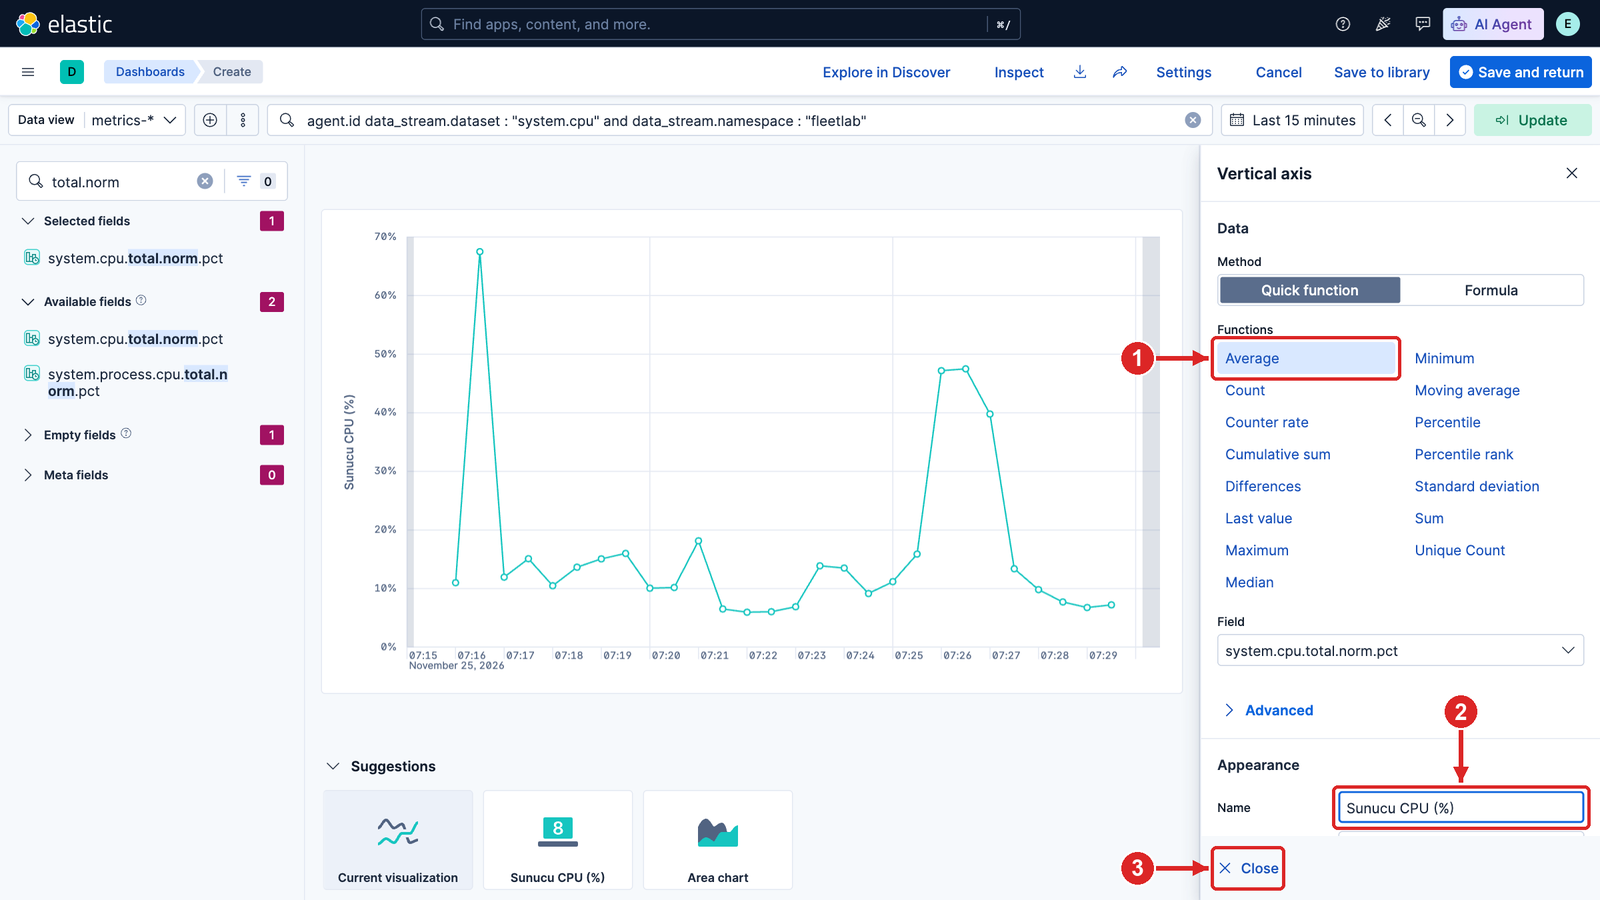 elastic
Find apps, content, and more.
⌘/
AI Agent
E
D
Dashboards
Create
Explore in Discover
Inspect
Settings
Cancel
Save to library
Save and return
Data view
metrics-*
agent.id data_stream.dataset : "system.cpu" and data_stream.namespace : "fleetlab"
Last 15 minutes
Update
total.norm
0
Selected fields
1
system.cpu.total.norm.pct
Available fields
2
system.cpu.total.norm.pct
system.process.cpu.total.n
orm.pct
Empty fields
1
Meta fields
0
Sunucu CPU (%)
70%
60%
50%
40%
30%
20%
10%
0%
07:15 07:16 07:17 07:18 07:19 07:20 07:21 07:22 07:23 07:24 07:25 07:26 07:27 07:28 07:29
November 25, 2026
Suggestions
Current visualization
8
Sunucu CPU (%)
Area chart
Vertical axis
Data
Method
Quick function
Formula
Functions
1
Average
Minimum
Count
Moving average
Counter rate
Percentile
Cumulative sum
Percentile rank
Differences
Standard deviation
Last value
Sum
Maximum
Unique Count
Median
Field
system.cpu.total.norm.pct
Advanced
2
Appearance
Name
Sunucu CPU (%)
3
Close